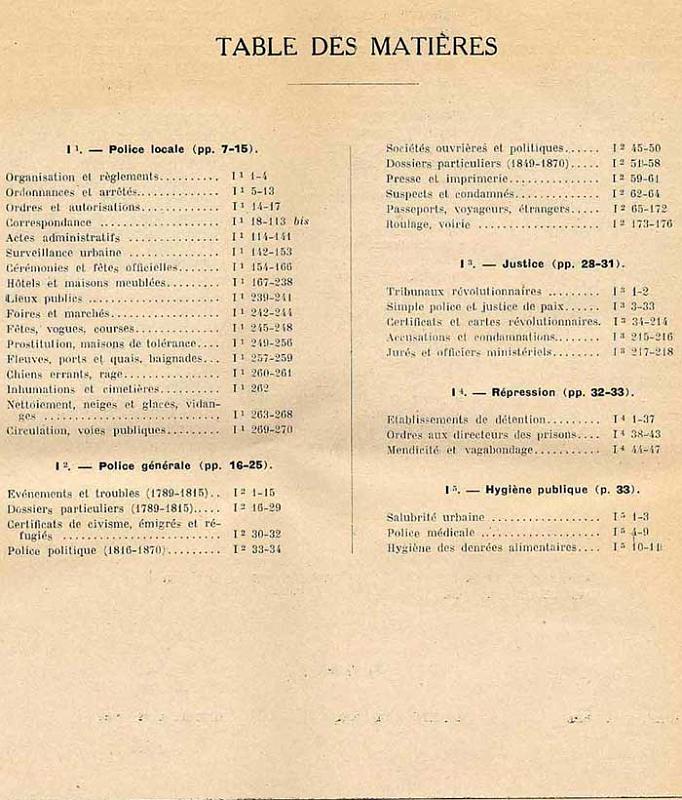 TABLE DES MATIÈRES
I¹. — Police locale (pp. 7-15).
Organisation et règlements......... I¹ 1-4
Ordonnances et arrêtés............ I¹ 5-13
Ordres et autorisations............ I¹ 14-17
Correspondance ................. I¹ 18-113 bis
Actes administratifs .............. I¹ 114-141
Surveillance urbaine .............. I¹ 142-153
Cérémonies et fêtes officielles....... I¹ 154-166
Hôtels et maisons meublées......... I¹ 167-238
Lieux publics ................... I¹ 239-241
Foires et marchés................. I¹ 242-244
Fêtes, vogues, courses............. I¹ 245-248
Prostitution, maisons de tolérance.... I¹ 249-256
Fleuves, ports et quais, baignades... I¹ 257-259
Chiens errants, rage.............. I¹ 260-261
Inhumations et cimetières.......... I¹ 262
Nettoiement, neiges et glaces, vidan-
ges ......................... I¹ 263-268
Circulation, voies publiques......... I¹ 269-270
I². — Police générale (pp. 16-25).
Evénements et troubles (1789-1815).. I² 1-15
Dossiers particuliers (1789-1815)..... I² 16-29
Certificats de civisme, émigrés et ré-
fugiés ....................... I² 30-32
Police politique (1816-1870)......... I² 33-34
Sociétés ouvrières et politiques...... I² 45-50
Dossiers particuliers (1849-1870)..... I² 51-58
Presse et imprimerie.............. I² 59-61
Suspects et condamnés............. I² 62-64
Passeports, voyageurs, étrangers..... I² 65-172
Roulage, voirie .................. I² 173-176
I³. — Justice (pp. 28-31).
Tribunaux révolutionnaires ........ I³ 1-2
Simple police et justice de paix...... I³ 3-33
Certificats et cartes révolutionnaires. I³ 34-214
Accusations et condamnations....... I³ 215-216
Jurés et officiers ministériels........ I³ 217-218
I⁴. — Répression (pp. 32-33).
Etablissements de détention......... I⁴ 1-37
Ordres aux directeurs des prisons.... I⁴ 38-43
Mendicité et vagabondage.......... I⁴ 44-47
I⁵. — Hygiène publique (p. 33).
Salubrité urbaine ................ I⁵ 1-3
Police médicale .................. I⁵ 4-9
Hygiène des denrées alimentaires.... I⁵ 10-11